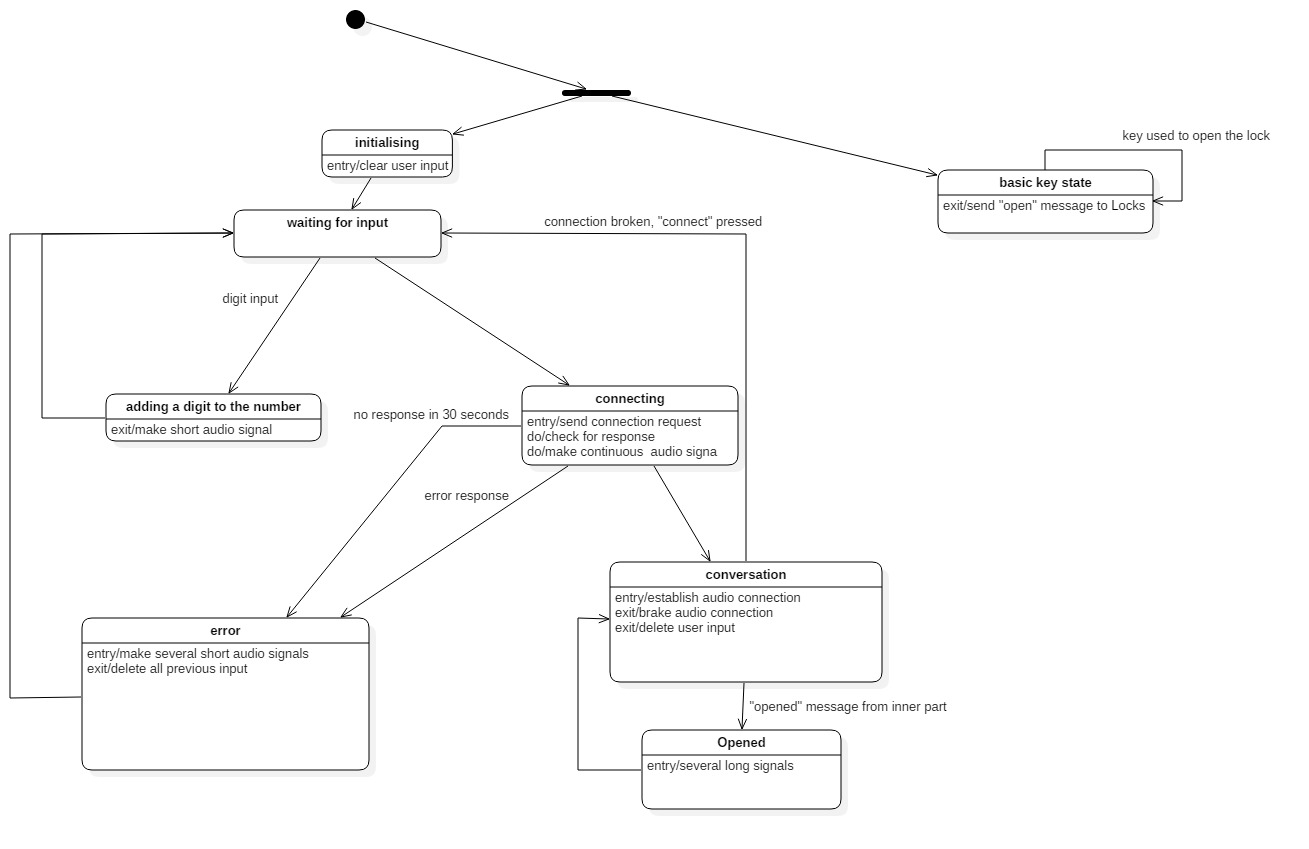 initialising
entry/clear user input
key used to open the lock
basic key state
exit/send "open" message to Locks
waiting for input
connection broken, "connect" pressed
digit input
adding a digit to the number
exit/make short audio signal
connecting
entry/send connection request
do/check for response
do/make continuous  audio signa
no response in 30 seconds
error response
conversation
entry/establish audio connection
exit/brake audio connection
exit/delete user input
error
entry/make several short audio signals
exit/delete all previous input
"opened" message from inner part
Opened
entry/several long signals